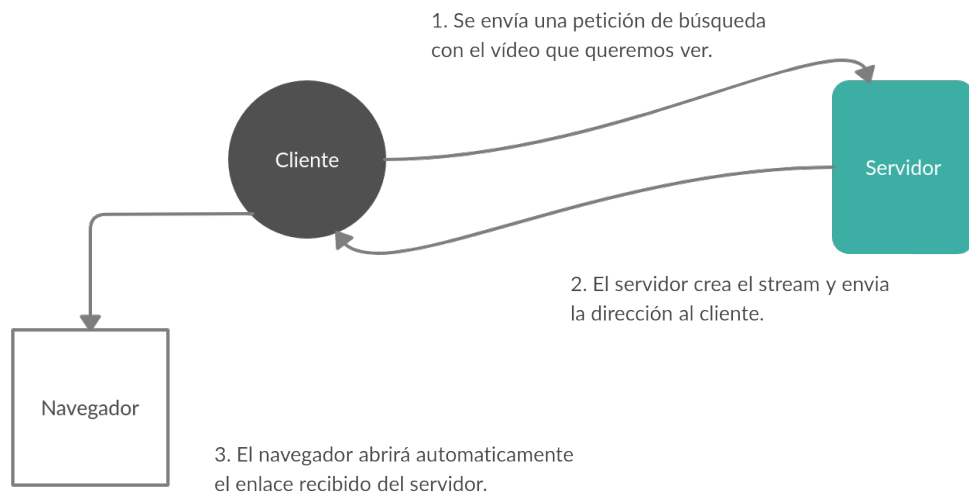 1. Se envía una petición de búsqueda
con el vídeo que queremos ver.
Cliente
Servidor
2. El servidor crea el stream y envia
la dirección al cliente.
Navegador
3. El navegador abrirá automaticamente
el enlace recibido del servidor.